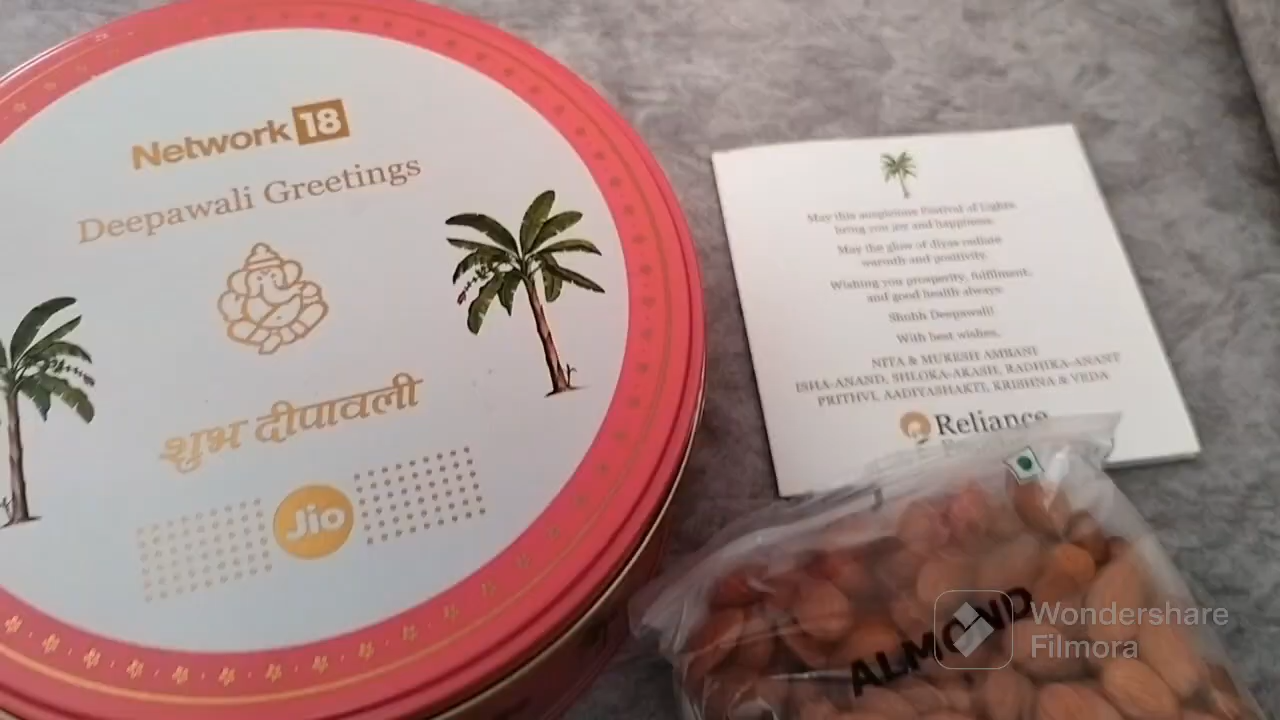 Network 18
Deepawali Greetings
शुभ दीपावली
Jio
May this auspicious Festival of Lights
bring you joy and happiness.
May the glow of diyas radiate
warmth and positivity.
Wishing you prosperity, fulfilment,
and good health always.
Shubh Deepawali!
With best wishes,
NITA & MUKESH AMBANI
ISHA-ANAND, SHLOKA-AKASH, RADHIKA-ANANT
PRITHVI, AADIYASHAKTI, KRISHNA & VEDA
Reliance
ALMOND
Wondershare
Filmora